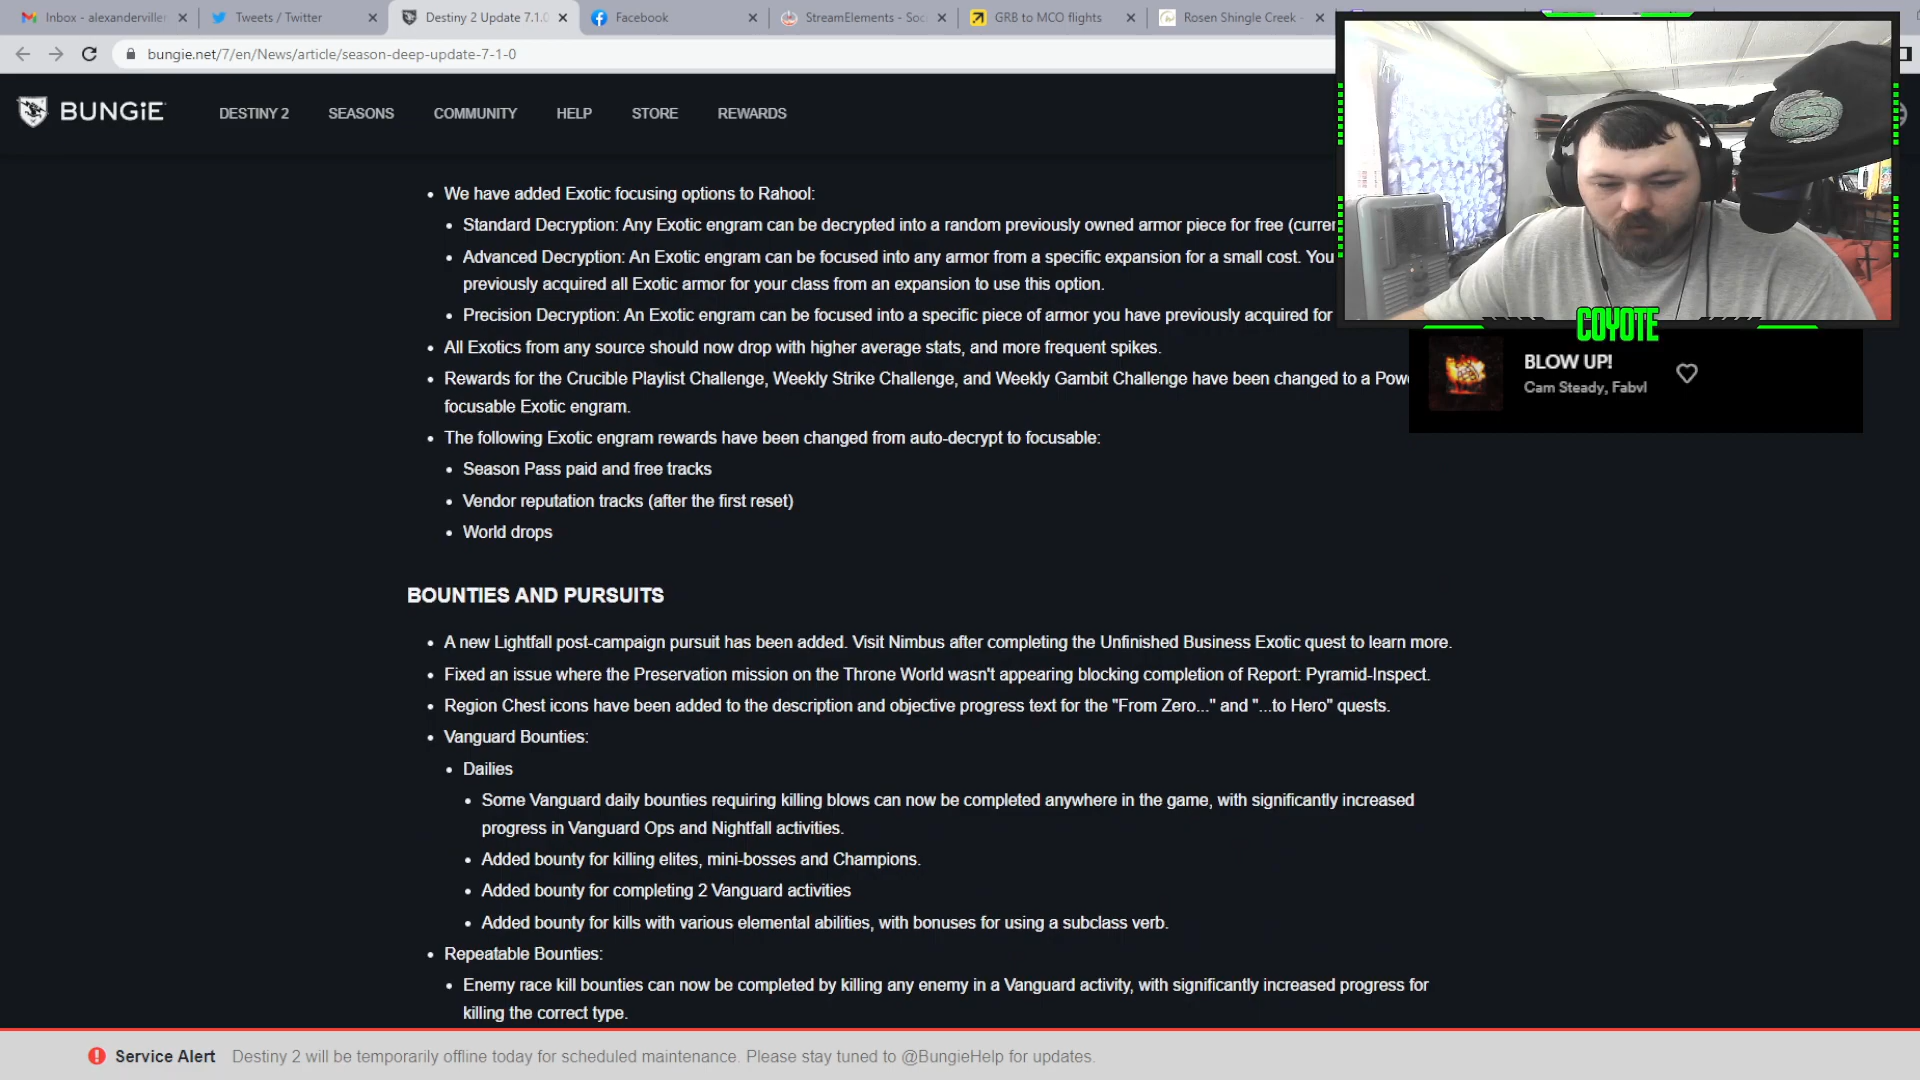 Inbox - alexanderville
Tweets / Twitter
Destiny 2 Update 7.1.0
Facebook
StreamElements - Soc
GRB to MCO flights
Rosen Shingle Creek -
bungie.net/7/en/News/article/season-deep-update-7-1-0
BUNGiE
DESTINY 2
SEASONS
COMMUNITY
HELP
STORE
REWARDS
• We have added Exotic focusing options to Rahool:
• Standard Decryption: Any Exotic engram can be decrypted into a random previously owned armor piece for free (curre
• Advanced Decryption: An Exotic engram can be focused into any armor from a specific expansion for a small cost. You
previously acquired all Exotic armor for your class from an expansion to use this option.
• Precision Decryption: An Exotic engram can be focused into a specific piece of armor you have previously acquired for
• All Exotics from any source should now drop with higher average stats, and more frequent spikes.
• Rewards for the Crucible Playlist Challenge, Weekly Strike Challenge, and Weekly Gambit Challenge have been changed to a Pow
focusable Exotic engram.
• The following Exotic engram rewards have been changed from auto-decrypt to focusable:
• Season Pass paid and free tracks
• Vendor reputation tracks (after the first reset)
• World drops
COYOTE
BLOW UP!
Cam Steady, Fabvl
BOUNTIES AND PURSUITS
• A new Lightfall post-campaign pursuit has been added. Visit Nimbus after completing the Unfinished Business Exotic quest to learn more.
• Fixed an issue where the Preservation mission on the Throne World wasn't appearing blocking completion of Report: Pyramid-Inspect.
• Region Chest icons have been added to the description and objective progress text for the "From Zero..." and "...to Hero" quests.
• Vanguard Bounties:
• Dailies
• Some Vanguard daily bounties requiring killing blows can now be completed anywhere in the game, with significantly increased
progress in Vanguard Ops and Nightfall activities.
• Added bounty for killing elites, mini-bosses and Champions.
• Added bounty for completing 2 Vanguard activities
• Added bounty for kills with various elemental abilities, with bonuses for using a subclass verb.
• Repeatable Bounties:
• Enemy race kill bounties can now be completed by killing any enemy in a Vanguard activity, with significantly increased progress for
killing the correct type.
Service Alert Destiny 2 will be temporarily offline today for scheduled maintenance. Please stay tuned to @BungieHelp for updates.